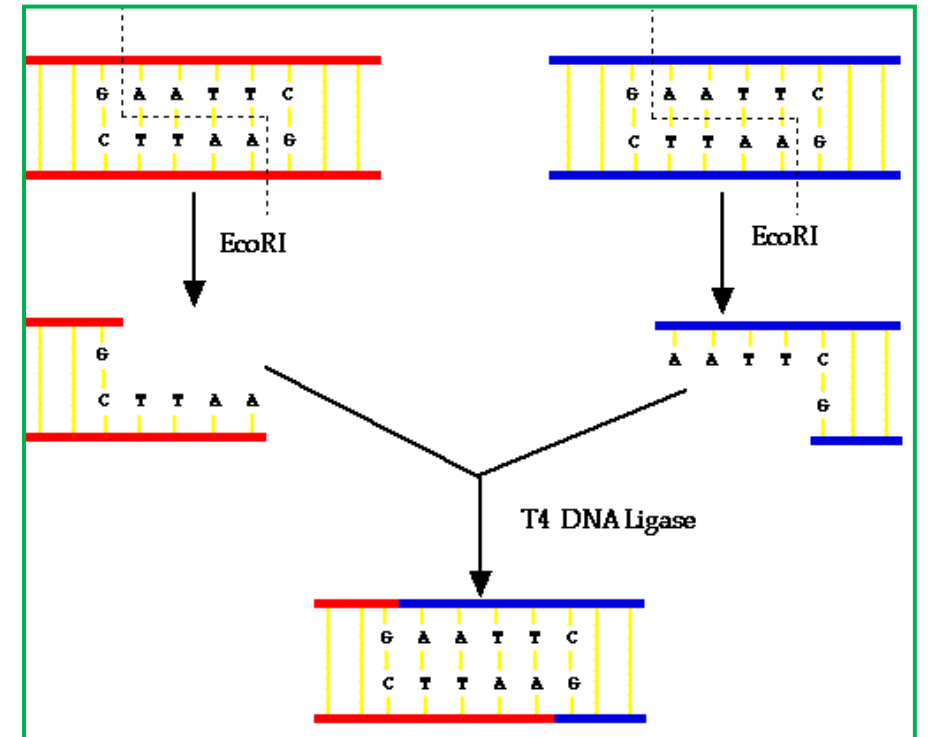 G A A T T C
C T T A A G
G A A T T C
C T T A A G
EcoRI
EcoRI
G
C T T A A
A A T T C
G
T4 DNA Ligase
G A A T T C
C T T A A G